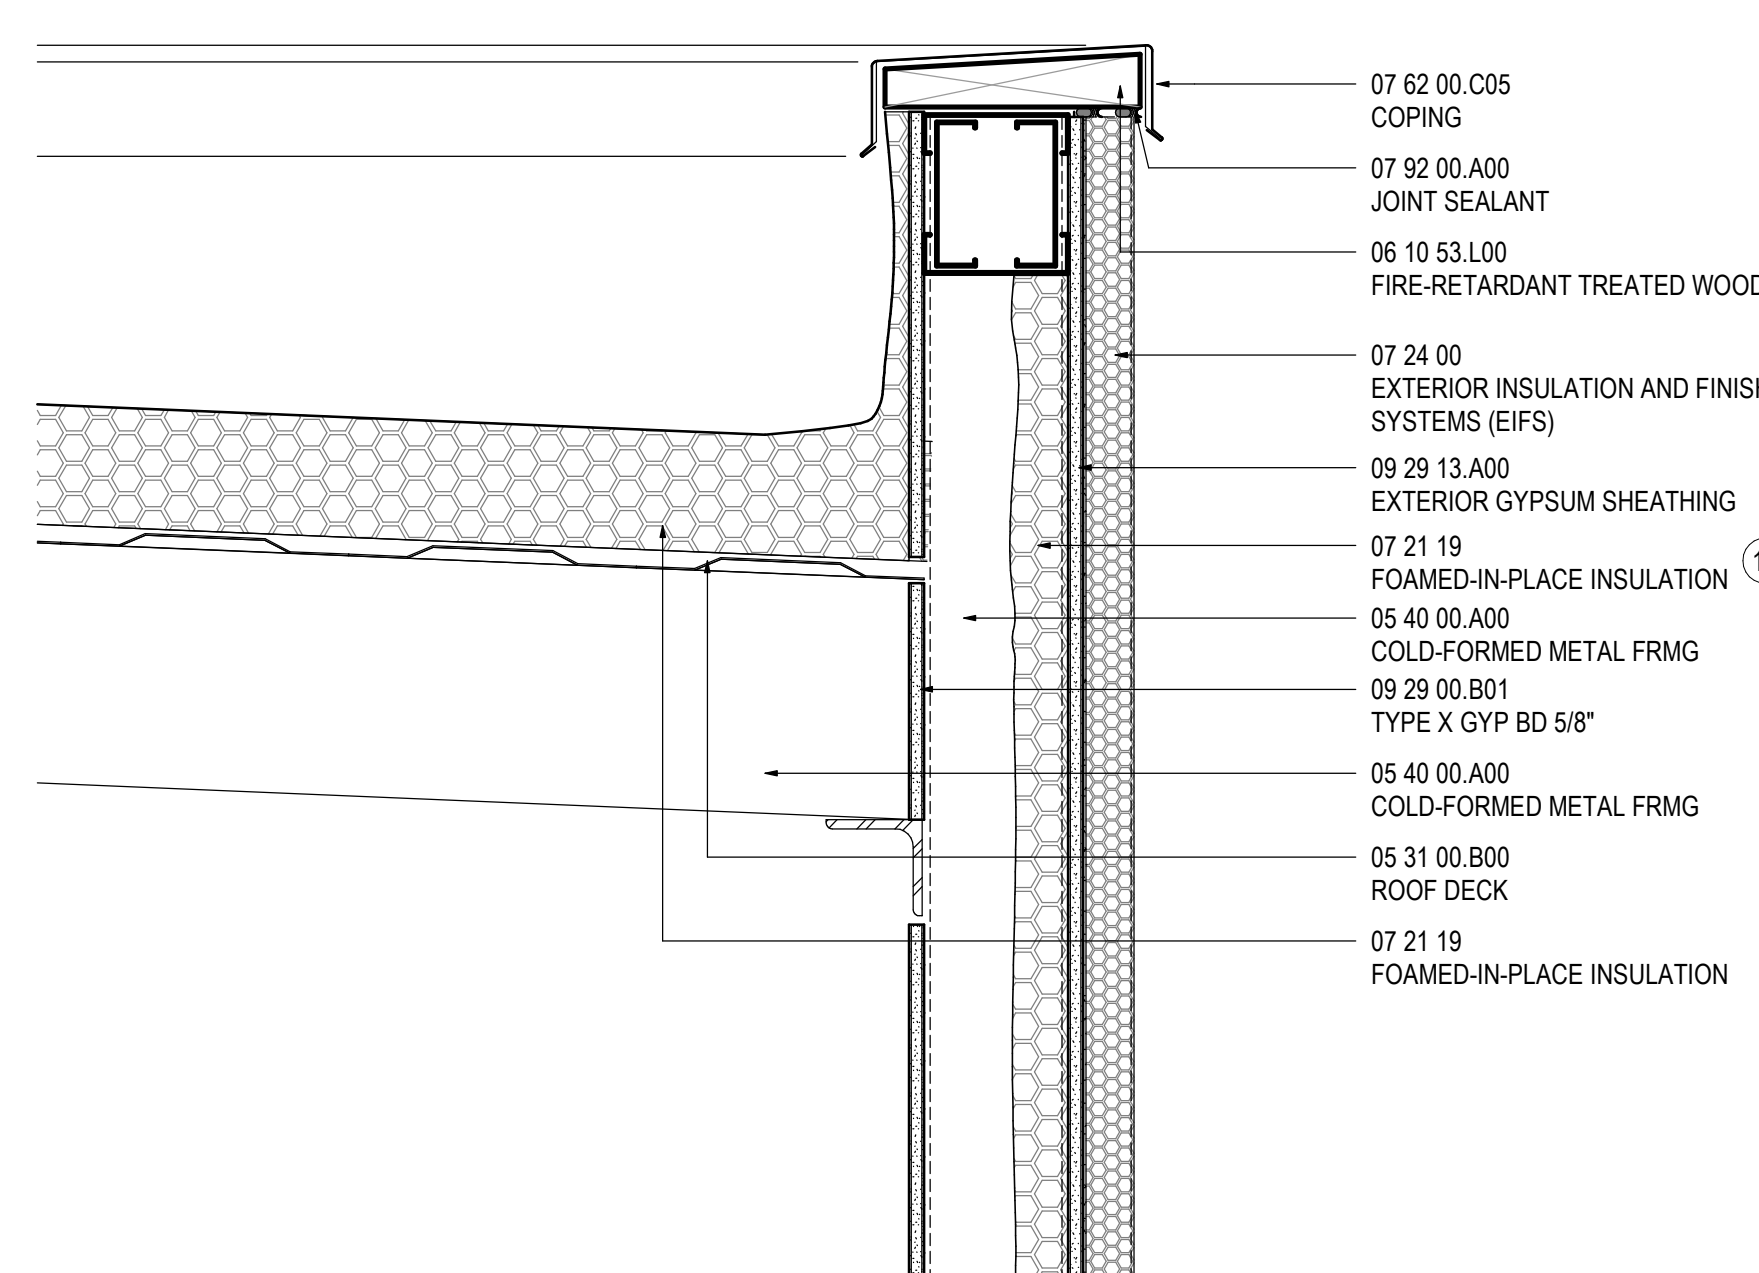 07 62 00.C05
COPING
07 92 00.A00
JOINT SEALANT
06 10 53.L00
FIRE-RETARDANT TREATED WOOD
07 24 00
EXTERIOR INSULATION AND FINISH
SYSTEMS (EIFS)
09 29 13.A00
EXTERIOR GYPSUM SHEATHING
07 21 19
FOAMED-IN-PLACE INSULATION
05 40 00.A00
COLD-FORMED METAL FRMG
09 29 00.B01
TYPE X GYP BD 5/8"
05 40 00.A00
COLD-FORMED METAL FRMG
05 31 00.B00
ROOF DECK
07 21 19
FOAMED-IN-PLACE INSULATION